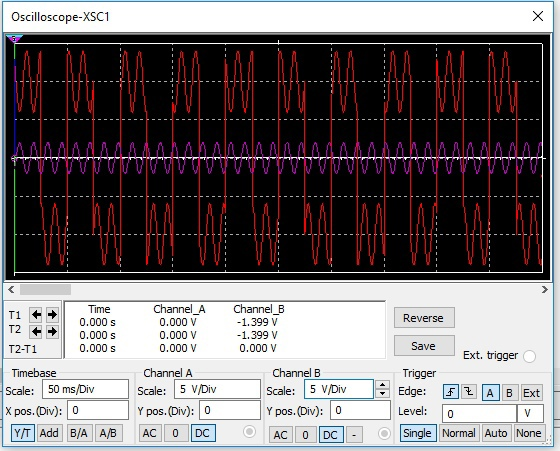 Oscilloscope-XSC1
T1
T2
T2-T1
Time Channel_A Channel_B
0.000 s 0.000 V -1.399 V
0.000 s 0.000 V -1.399 V
0.000 s 0.000 V 0.000 V
Reverse
Save
Ext. trigger
Timebase
Scale: 50 ms/Div
X pos.(Div): 0
Y/T Add B/A A/B
Channel A
Scale: 5 V/Div
Y pos.(Div): 0
AC 0 DC
Channel B
Scale: 5 V/Div
Y pos.(Div): 0
AC 0 DC -
Trigger
Edge: A B Ext
Level: 0 V
Single Normal Auto None